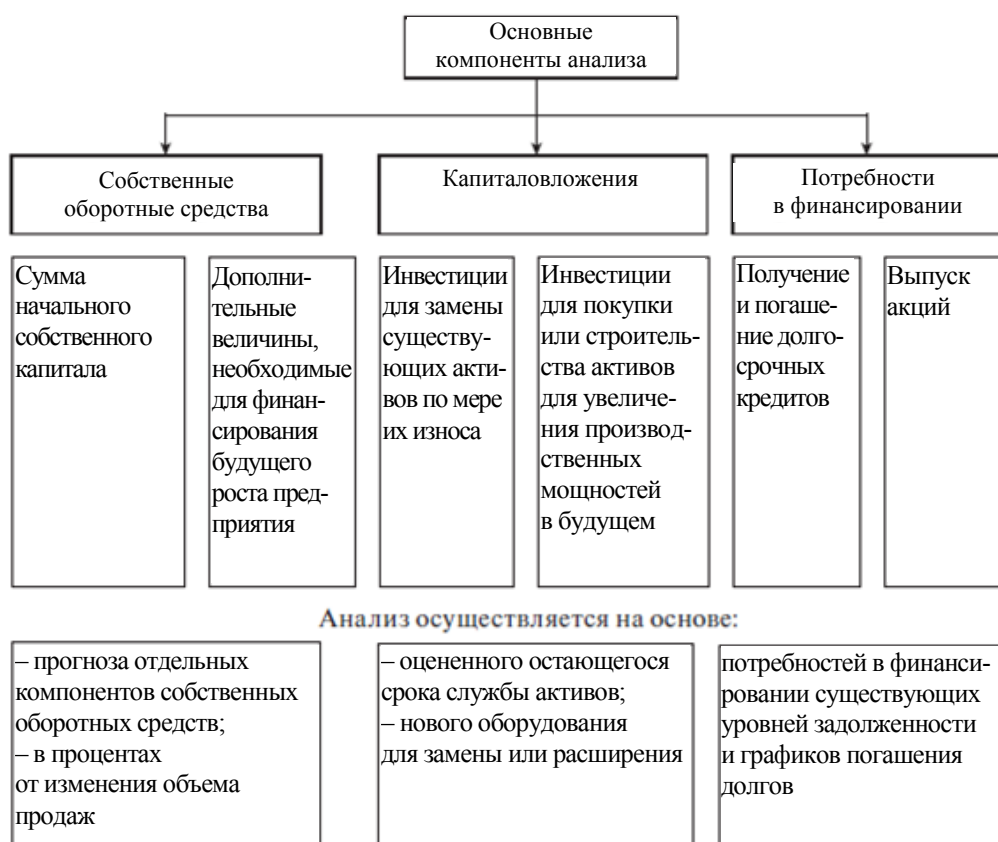 Основные
компоненты анализа
Собственные
оборотные средства
Капиталовложения
Потребности
в финансировании
Сумма
начального
собственного
капитала
Дополни-
тельные
величины,
необходимые
для финан-
сирования
будущего
роста пред-
приятия
Инвестиции
для замены
существу-
ющих акти-
вов по мере
их износа
Инвестиции
для покупки
или строитель-
ства активов
для увеличе-
ния производ-
ственных
мощностей
в будущем
Получение
и погаше-
ние долго-
срочных
кредитов
Выпуск
акций
Анализ осуществляется на основе:
– прогноза отдельных
компонентов собственных
оборотных средств;
– в процентах
от изменения объема
продаж
– оцененного остающегося
срока службы активов;
– нового оборудования
для замены или расширения
потребностей в финанси-
ровании существующих
уровней задолженности
и графиков погашения
долгов